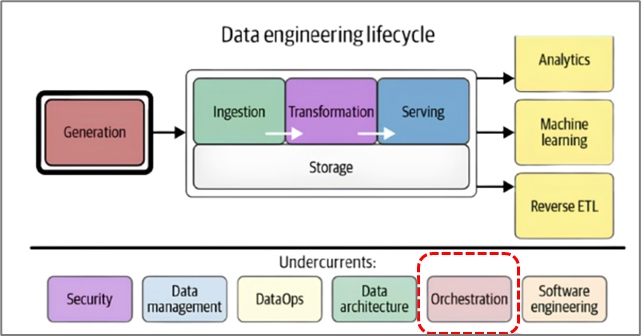 Data engineering lifecycle
Generation
Ingestion
Transformation
Serving
Storage
Analytics
Machine
learning
Reverse ETL
Undercurrents:
Security
Data
management
DataOps
Data
architecture
Orchestration
Software
engineering